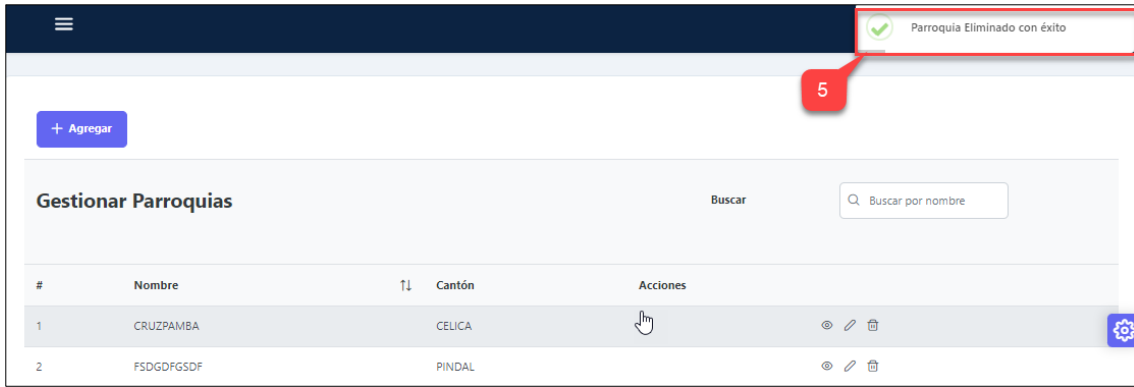 Parroquia Eliminado con éxito
5
+ Agregar
Gestionar Parroquias Buscar Buscar por nombre
# Nombre Cantón Acciones
1 CRUZPAMBA CELICA
2 FSDGDFGSDF PINDAL